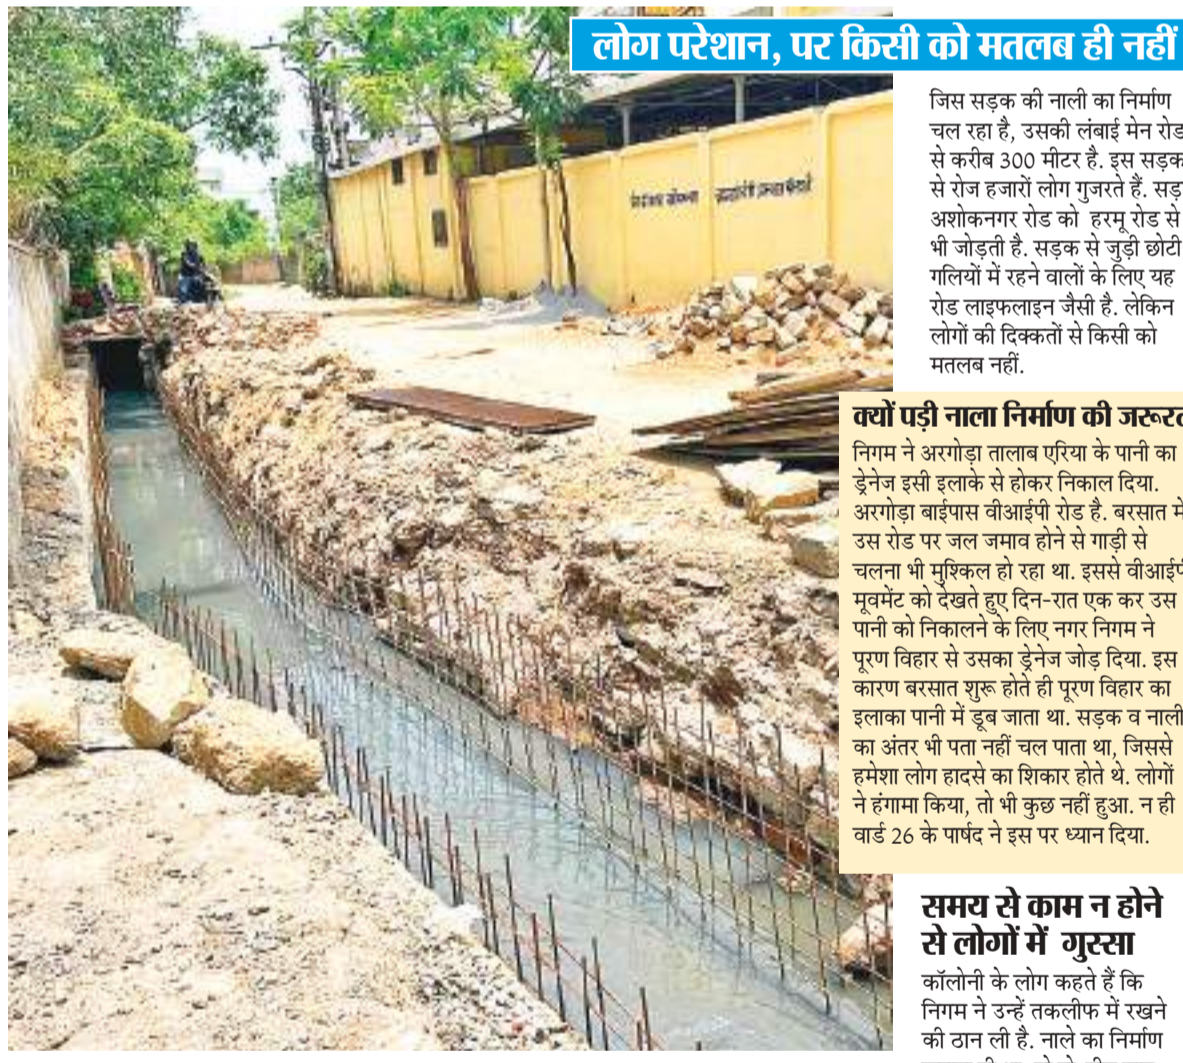 लोग परेशान, पर किसी को मतलब ही नहीं
जिस सड़क की नाली का निर्माण
चल रहा है, उसकी लंबाई मेन रोड
से करीब 300 मीटर है. इस सड़क
से रोज हजारों लोग गुजरते हैं.
अशोकनगर रोड को हरमू रोड से
भी जोड़ती है. सड़क से जुड़ी छोटी
गलियों में रहने वालों के लिए यह
रोड लाइफलाइन जैसी है. लेकिन
लोगों की दिक्कतों से किसी को
मतलब नहीं.
क्यों पड़ी नाला निर्माण की जरूरत
निगम ने अरगोड़ा तालाब एरिया के पानी का
ड्रेनेज इसी इलाके से होकर निकाल दिया.
अरगोड़ा बाईपास वीआईपी रोड है. बरसात में
उस रोड पर जल जमाव होने से गाड़ी से
चलना भी मुश्किल हो रहा था. इससे वीआईपी
मूवमेंट को देखते हुए दिन-रात एक कर उस
पानी को निकालने के लिए नगर निगम ने
पूरण विहार से उसका ड्रेनेज जोड़ दिया. इस
कारण बरसात शुरू होते ही पूरण विहार का
इलाका पानी में डूब जाता था. सड़क व नाली
का अंतर भी पता नहीं चल पाता था, जिससे
हमेशा लोग हादसे का शिकार होते थे. लोगों
ने हंगामा किया, तो भी कुछ नहीं हुआ. न ही
वार्ड 26 के पार्षद ने इस पर ध्यान दिया.
समय से काम न होने
से लोगों में गुस्सा
कॉलोनी के लोग कहते हैं कि
निगम ने उन्हें तकलीफ में रखने
की ठान ली है. नाले का निर्माण